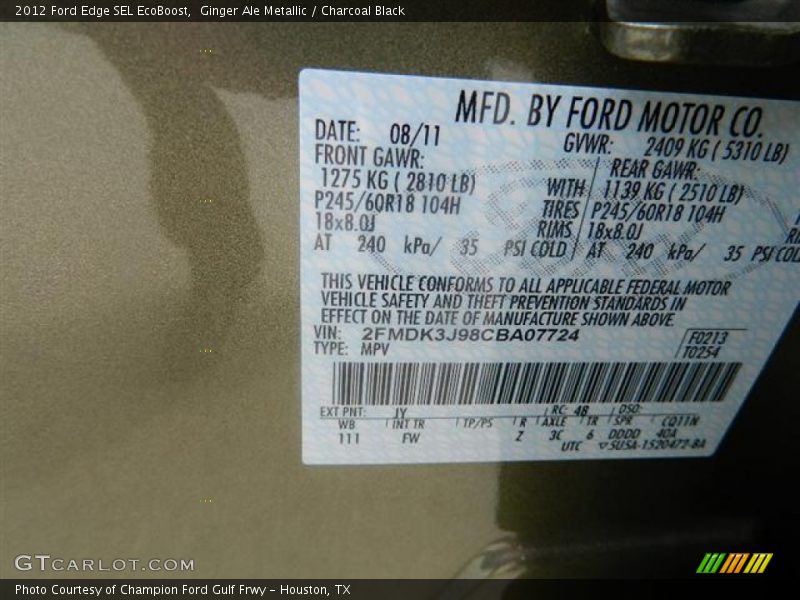 2012 Ford Edge SEL EcoBoost,  Ginger Ale Metallic / Charcoal Black
MFD. BY FORD MOTOR CO.
DATE: 08/11 GVWR: 2409 KG ( 5310 LB)
FRONT GAWR: REAR GAWR:
1275 KG ( 2810 LB) WITH 1139 KG ( 2510 LB)
P245/60R18 104H TIRES P245/60R18 104H
18x8.0J RIMS 18x8.0J
AT 240 kPa/ 35 PSI COLD AT 240 kPa/ 35 PSI COLD
THIS VEHICLE CONFORMS TO ALL APPLICABLE FEDERAL MOTOR
VEHICLE SAFETY AND THEFT PREVENTION STANDARDS IN
EFFECT ON THE DATE OF MANUFACTURE SHOWN ABOVE
VIN: 2FMDK3J98CBA07724 F0213
TYPE: MPV T0254
EXT PNT: JY RC: 48 DSO:
WB INT TR TP/PS R AXLE TR SPR CQ11N
111 FW Z 3C 6 DDDD 40A
UTC 5U5A-1520472-BA
GTCARLOT.COM
Photo Courtesy of Champion Ford Gulf Frwy – Houston, TX